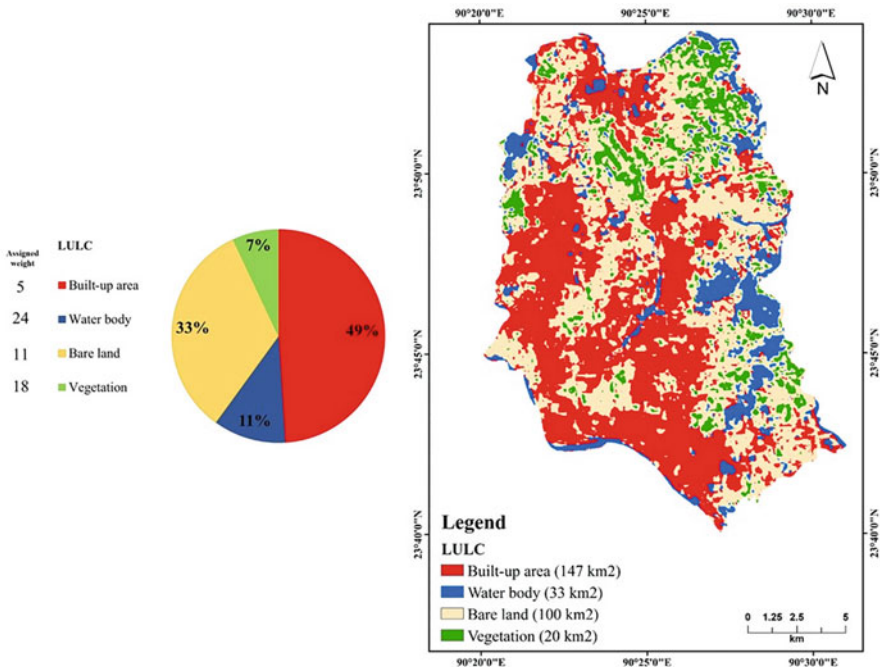 Assigned
weight
LULC
5
Built-up area
24
Water body
11
Bare land
18
Vegetation
7%
33%
49%
11%
90°20'0"E
90°25'0"E
90°30'0"E
23°50'0"N
23°45'0"N
23°40'0"N
N
23°50'0"N
23°45'0"N
23°40'0"N
Legend
LULC
Built-up area (147 km2)
Water body (33 km2)
Bare land (100 km2)
Vegetation (20 km2)
0 1.25 2.5 5
km
90°20'0"E
90°25'0"E
90°30'0"E